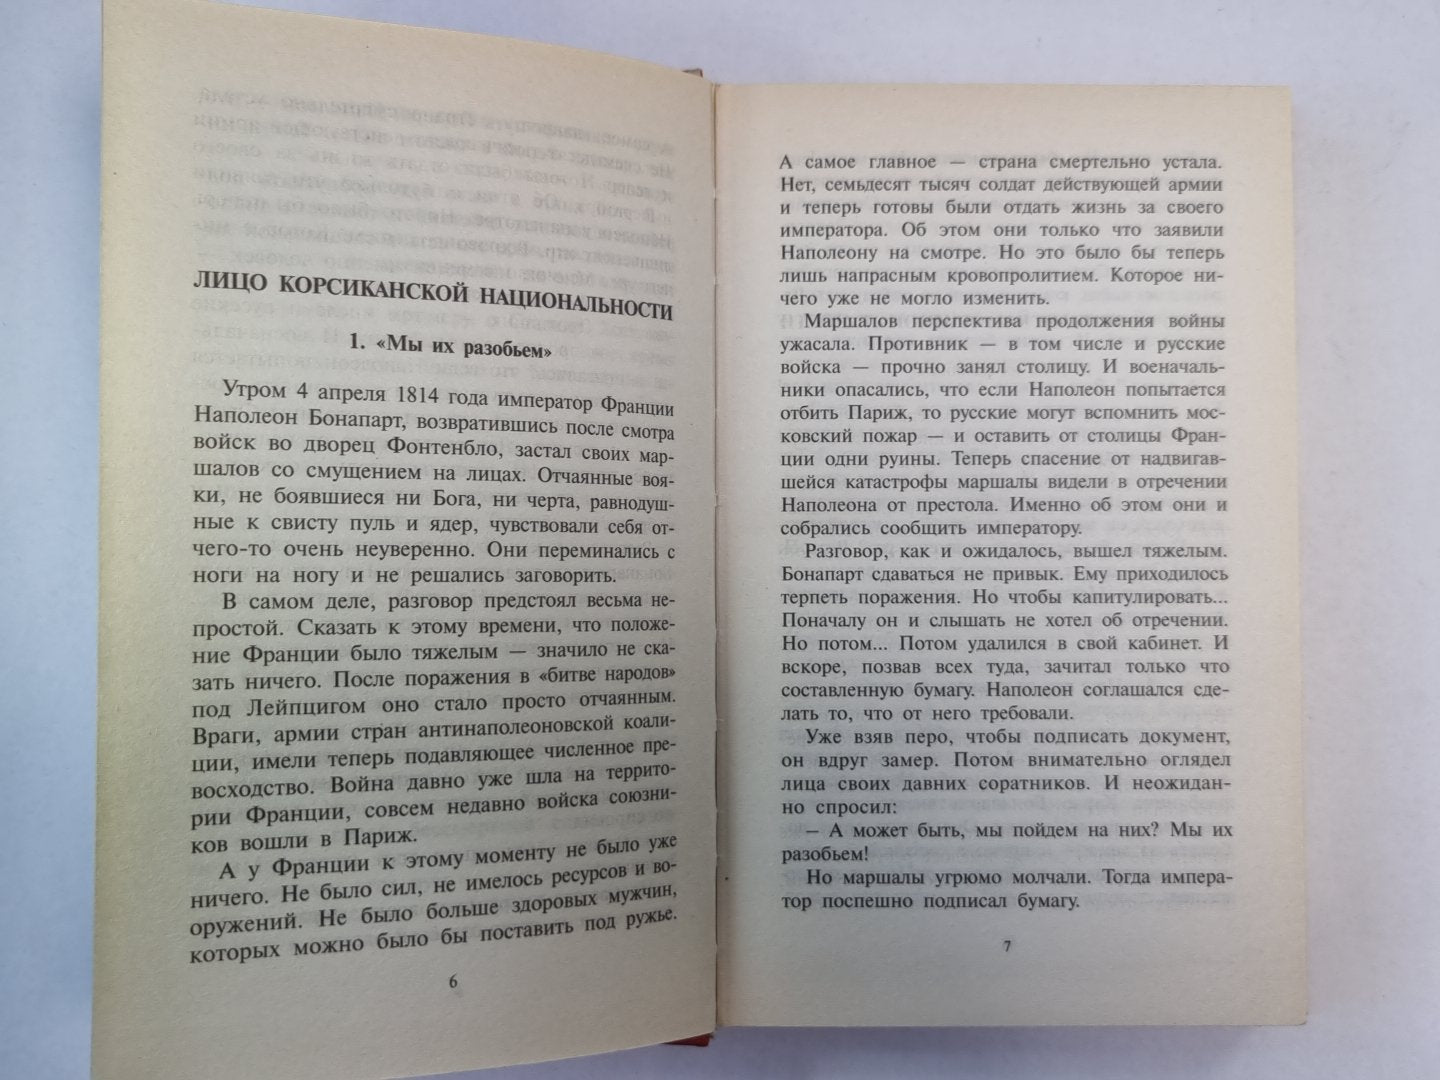 ЛИЦО КОРСИКАНСКОЙ НАЦИОНАЛЬНОСТИ
1. «Мы их разобьем»
Утром 4 апреля 1814 года император Франции
Наполеон Бонапарт, возвратившись после смотра
войск во дворец Фонтенбло, застал своих мар-
шалов со смущением на лицах. Отчаянные воя-
ки, не боявшиеся ни Бога, ни черта, равнодуш-
ные к свисту пуль и ядер, чувствовали себя от-
чего-то очень неуверенно. Они переминались с
ноги на ногу и не решались заговорить.
В самом деле, разговор предстоял весьма не-
простой. Сказать к этому времени, что положе-
ние Франции было тяжелым — значило не ска-
зать ничего. После поражения в «битве народов»
под Лейпцигом оно стало просто отчаянным.
Враги, армии стран антинаполеоновской коали-
ции, имели теперь подавляющее численное пре-
восходство. Война давно уже шла на террито-
рии Франции, совсем недавно войска союзни-
ков вошли в Париж.
А у Франции к этому моменту не было уже
ничего. Не было сил, не имелось ресурсов и во-
оружений. Не было больше здоровых мужчин,
которых можно было бы поставить под ружье.
6
А самое главное — страна смертельно устала.
Нет, семьдесят тысяч солдат действующей армии
и теперь готовы были отдать жизнь за своего
императора. Об этом они только что заявили
Наполеону на смотре. Но это было бы теперь
лишь напрасным кровопролитием. Которое ни-
чего уже не могло изменить.
Маршалов перспектива продолжения войны
ужасала. Противник — в том числе и русские
войска — прочно занял столицу. И военачаль-
ники опасались, что если Наполеон попытается
отбить Париж, то русские могут вспомнить мос-
ковский пожар — и оставить от столицы Фран-
ции одни руины. Теперь спасение от надвигав-
шейся катастрофы маршалы видели в отречении
Наполеона от престола. Именно об этом они и
собрались сообщить императору.
Разговор, как и ожидалось, вышел тяжелым.
Бонапарт сдаваться не привык. Ему приходилось
терпеть поражения. Но чтобы капитулировать...
Поначалу он и слышать не хотел об отречении.
Но потом... Потом удалился в свой кабинет. И
вскоре, позвав всех туда, зачитал только что
составленную бумагу. Наполеон соглашался сде-
лать то, что от него требовали.
Уже взяв перо, чтобы подписать документ,
он вдруг замер. Потом внимательно оглядел
лица своих давних соратников. И неожидан-
но спросил:
— А может быть, мы пойдем на них? Мы их
разобьем!
Но маршалы угрюмо молчали. Тогда импера-
тор поспешно подписал бумагу.
7